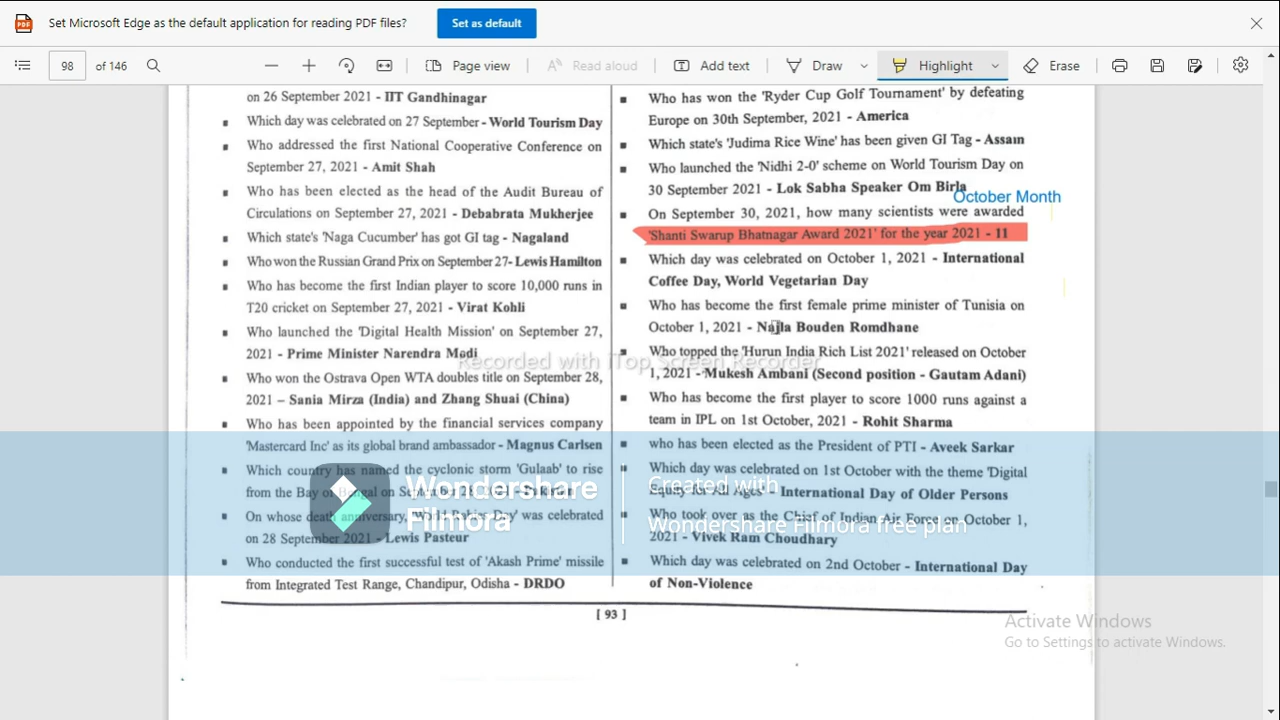 Set Microsoft Edge as the default application for reading PDF files?
Set as default
98 of 146
Page view
Read aloud
Add text
Draw
Highlight
Erase
on 26 September 2021 - IIT Gandhinagar
Which day was celebrated on 27 September - World Tourism Day
Who addressed the first National Cooperative Conference on
September 27, 2021 - Amit Shah
Who has been elected as the head of the Audit Bureau of
Circulations on September 27, 2021 - Debabrata Mukherjee
Which state's 'Naga Cucumber' has got GI tag - Nagaland
Who won the Russian Grand Prix on September 27- Lewis Hamilton
Who has become the first Indian player to score 10,000 runs in
T20 cricket on September 27, 2021 - Virat Kohli
Who launched the 'Digital Health Mission' on September 27,
2021 - Prime Minister Narendra Modi
Who won the Ostrava Open WTA doubles title on September 28,
2021 – Sania Mirza (India) and Zhang Shuai (China)
Who has been appointed by the financial services company
'Mastercard Inc' as its global brand ambassador - Magnus Carlsen
Which country has named the cyclonic storm 'Gulaab' to rise
from the Bay of Bengal on September
On whose death anniversary, 'World Rabies Day' was celebrated
on 28 September 2021 - Lewis Pasteur
Who conducted the first successful test of 'Akash Prime' missile
from Integrated Test Range, Chandipur, Odisha - DRDO
Who has won the 'Ryder Cup Golf Tournament' by defeating
Europe on 30th September, 2021 - America
Which state's 'Judima Rice Wine' has been given GI Tag - Assam
Who launched the 'Nidhi 2-0' scheme on World Tourism Day on
30 September 2021 - Lok Sabha Speaker Om Birla
October Month
On September 30, 2021, how many scientists were awarded
'Shanti Swarup Bhatnagar Award 2021' for the year 2021 - 11
Which day was celebrated on October 1, 2021 - International
Coffee Day, World Vegetarian Day
Who has become the first female prime minister of Tunisia on
October 1, 2021 - Najla Bouden Romdhane
Who topped the 'Hurun India Rich List 2021' released on October
1, 2021 - Mukesh Ambani (Second position - Gautam Adani)
Who has become the first player to score 1000 runs against a
team in IPL on 1st October, 2021 - Rohit Sharma
who has been elected as the President of PTI - Aveek Sarkar
Which day was celebrated on 1st October with the theme 'Digital
Equity for All Ages' - International Day of Older Persons
Who took over as the Chief of Indian Air Force on October 1,
2021 - Vivek Ram Choudhary
Which day was celebrated on 2nd October - International Day
of Non-Violence
[ 93 ]
Recorded with iTop Screen Recorder
Wondershare
Filmora
Created with
Wondershare Filmora free plan
Activate Windows
Go to Settings to activate Windows.